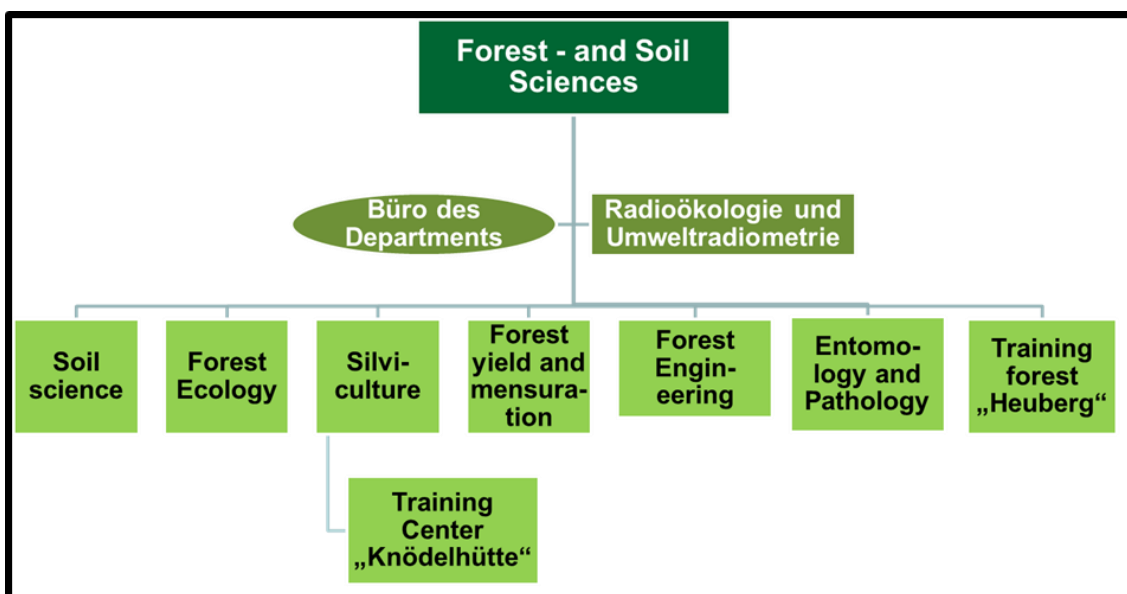 Forest - and Soil
Sciences
Büro des
Departments
Radioökologie und
Umweltradiometrie
Soil
science
Forest
Ecology
Silvi-
culture
Forest
yield and
mensura-
tion
Forest
Engin-
eering
Entomo-
logy and
Pathology
Training
forest
„Heuberg“
Training
Center
„Knödelhütte“